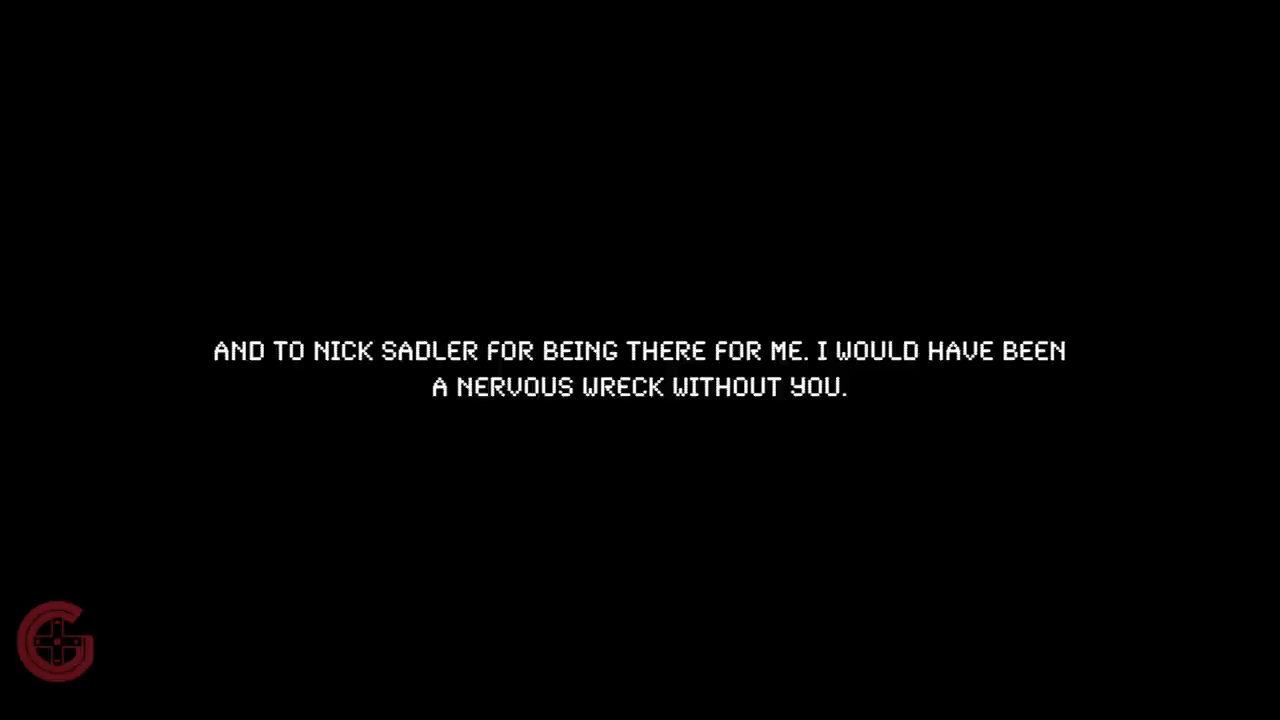 AND TO NICK SADLER FOR BEING THERE FOR ME. I WOULD HAVE BEEN
A NERVOUS WRECK WITHOUT YOU.